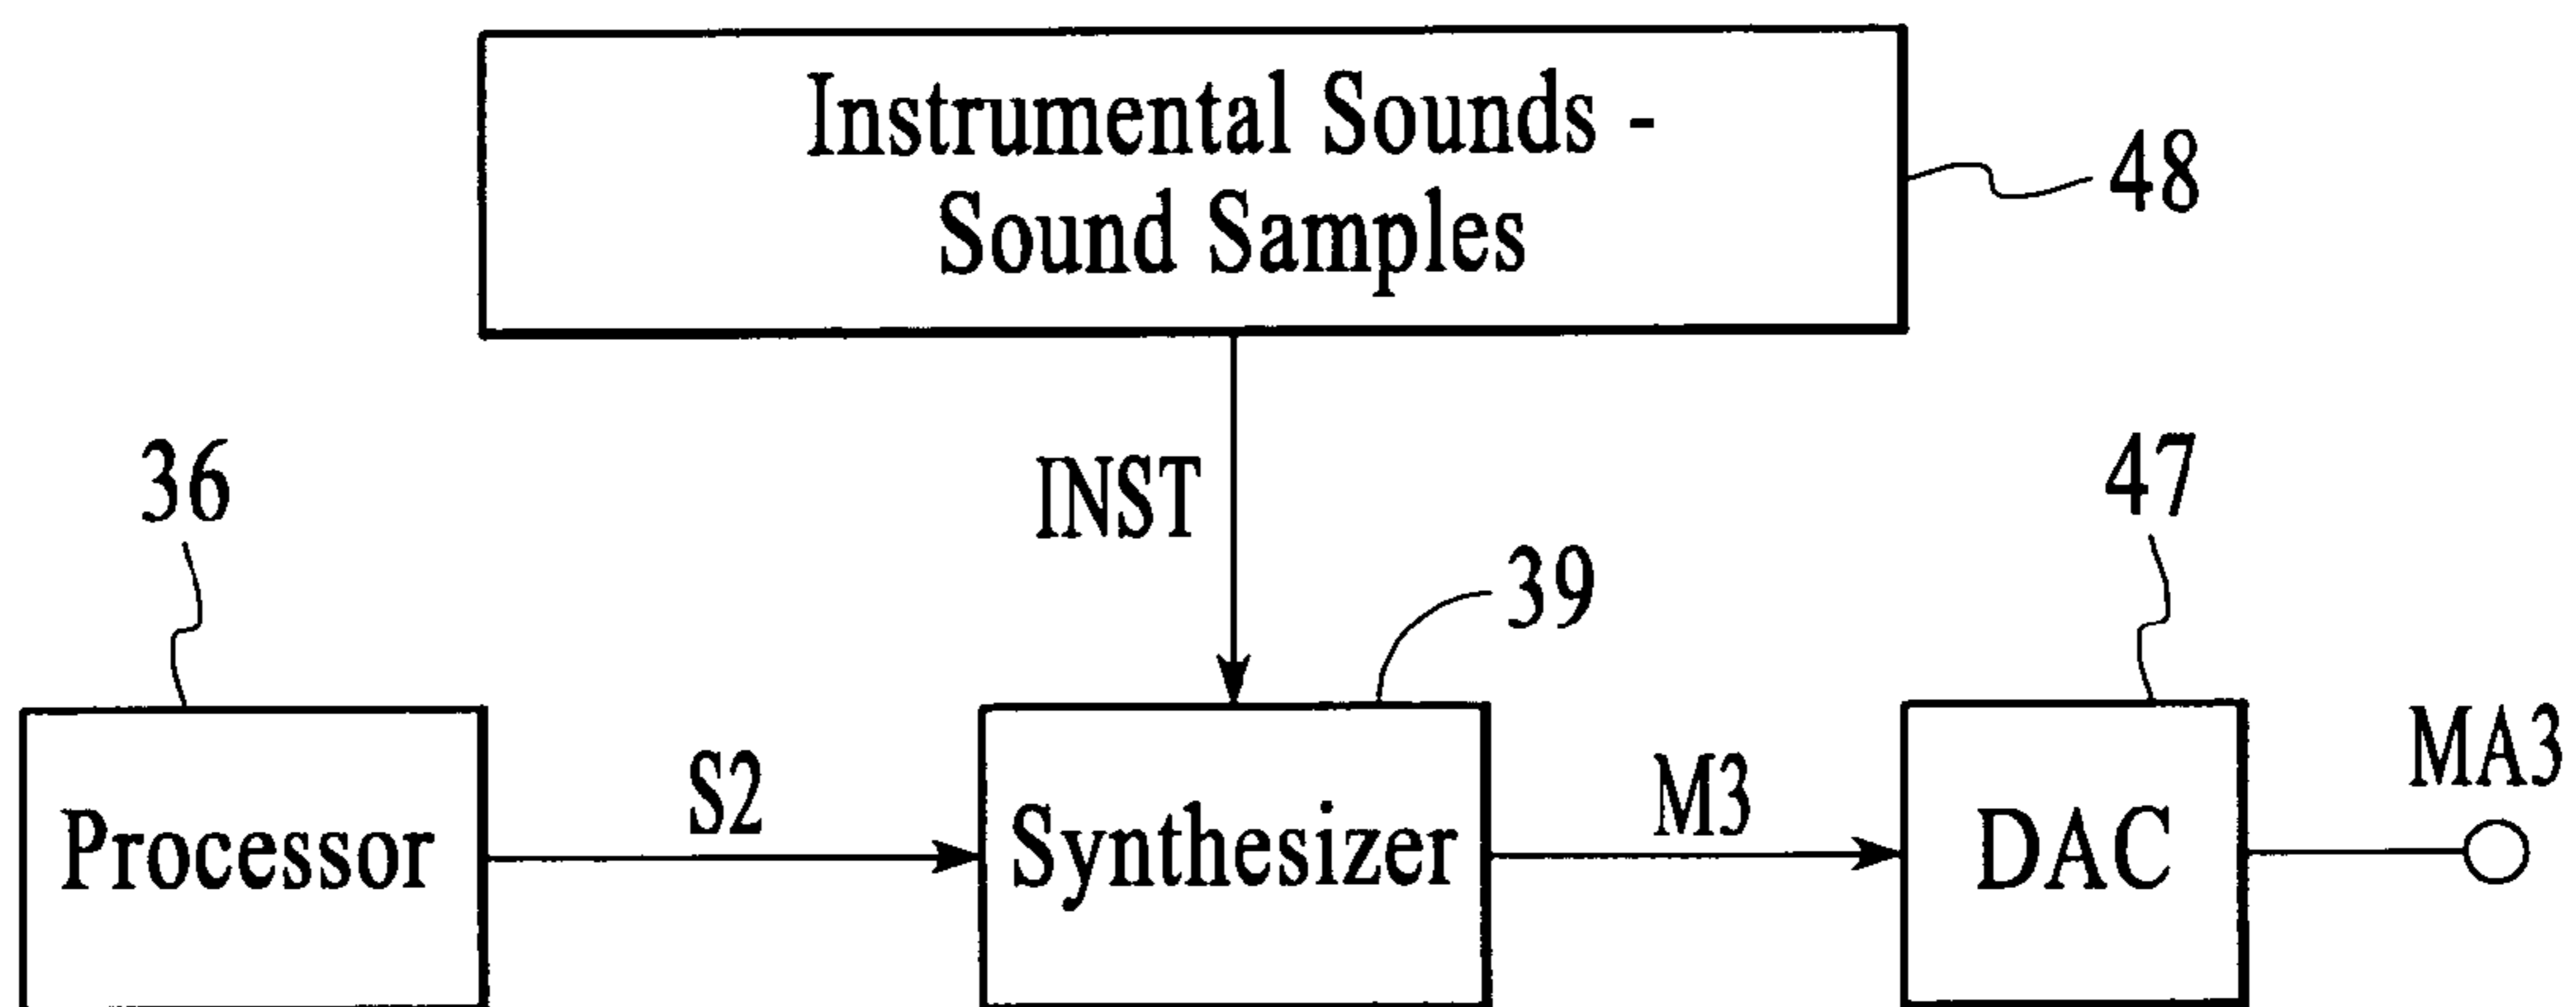 Instrumental Sounds -
Sound Samples
48
INST
36
39
47
Processor
S2
Synthesizer
M3
DAC
MA3